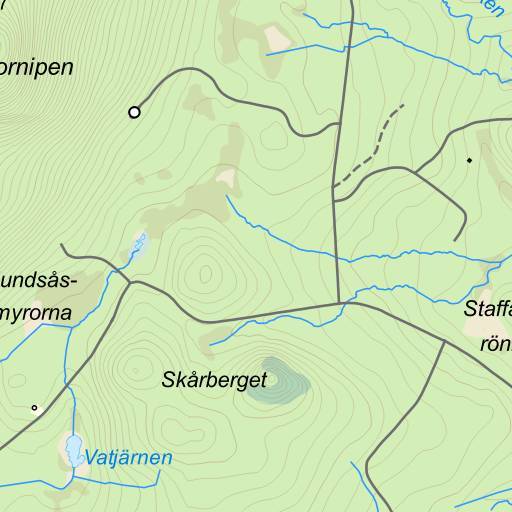 ornipen
undsås-
myrorna
Staffa
rön
Skårberget
Vatjärnen